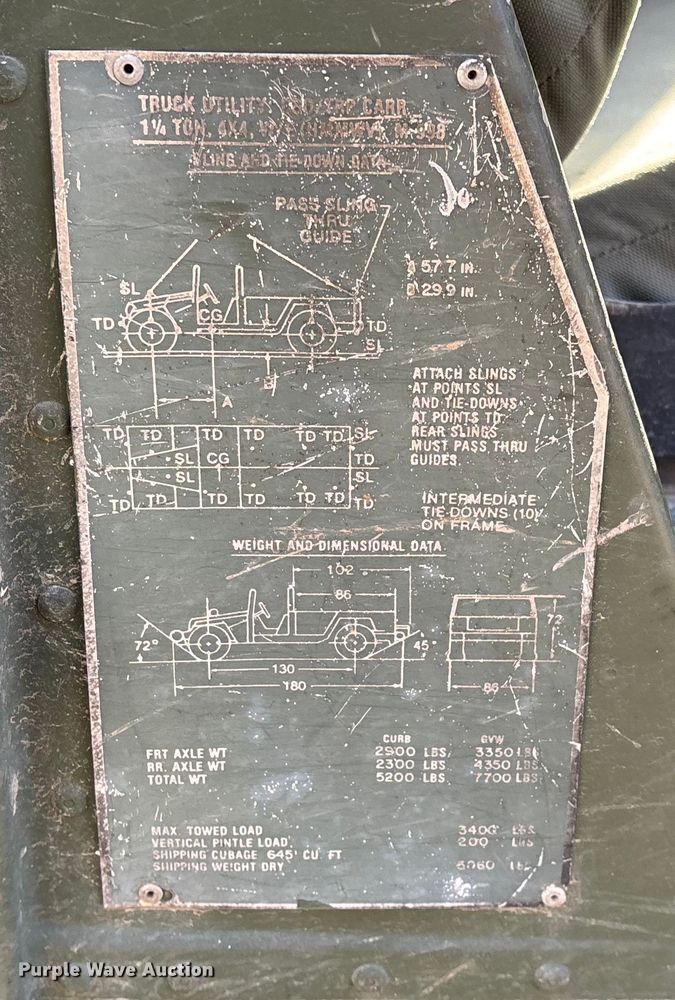 TRUCK UTILITY, CARR
1¼ TON, 4X4, (HMMWV), M-998
SLING AND TIE-DOWN DATA
PASS SLING
THRU
GUIDE
A 57.7 IN.
B 29.9 IN.
SL
CG
TD
TD
SL
B
A
ATTACH SLINGS
AT POINTS SL
AND TIE-DOWNS
AT POINTS TD
REAR SLINGS
MUST PASS THRU
GUIDES
TD TD TD TD TD TD SL
SL CG TD
SL SL
TD TD TD TD TD TD TD
INTERMEDIATE
TIE-DOWNS (10)
ON FRAME
WEIGHT AND DIMENSIONAL DATA
102
86
72
72° 45°
130
180 86
CURB GVW
FRT AXLE WT 2900 LBS 3350 LBS
RR. AXLE WT 2300 LBS 4350 LBS
TOTAL WT 5200 LBS 7700 LBS
MAX. TOWED LOAD 3400 LBS
VERTICAL PINTLE LOAD 200 LBS
SHIPPING CUBAGE 645 CU FT
SHIPPING WEIGHT DRY 5060 LBS
Purple Wave Auction